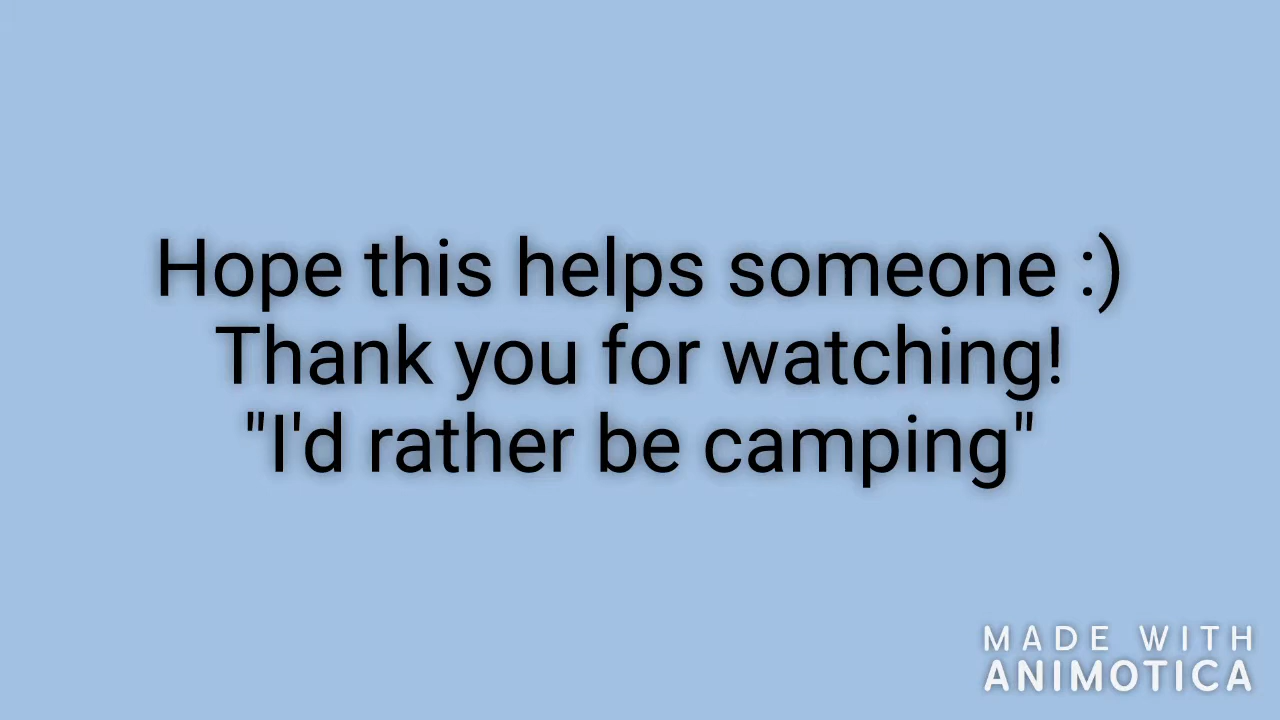 Hope this helps someone :)
Thank you for watching!
"I'd rather be camping"
MADE WITH
ANIMOTICA